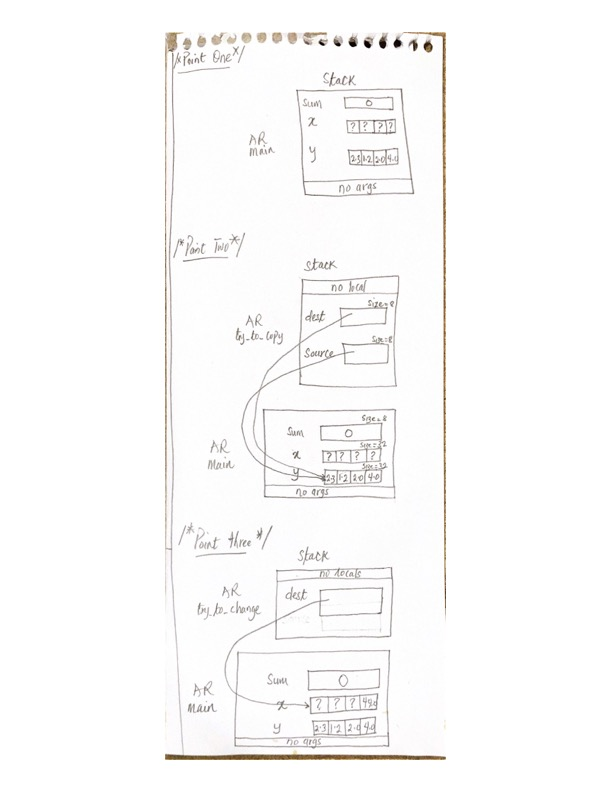 /*Point One*/
Stack
Sum 0
x ? ? ? ?
AR
main
y 2.3 1.2 2.0 4.0
no args
/*Point Two*/
Stack
no local
Size=8
dest
AR
try_to_copy
Size=8
Source
Size=8
Sum 0
Size=32
AR
main
x ? ? ? ?
Size=32
y 2.3 1.2 2.0 4.0
no args
/*Point three*/
Stack
no locals
AR
try_to_change
dest
Sum 0
AR
main
x ? ? ?
y 2.3 1.2 2.0 4.0
no args